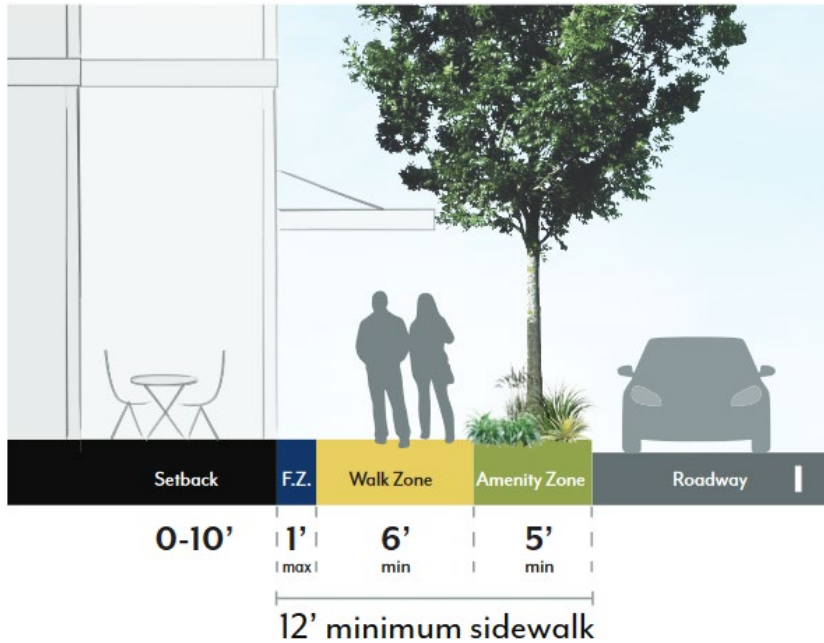 Setback F.Z. Walk Zone Amenity Zone Roadway
0-10' 1' 6' 5'
max min min
12' minimum sidewalk